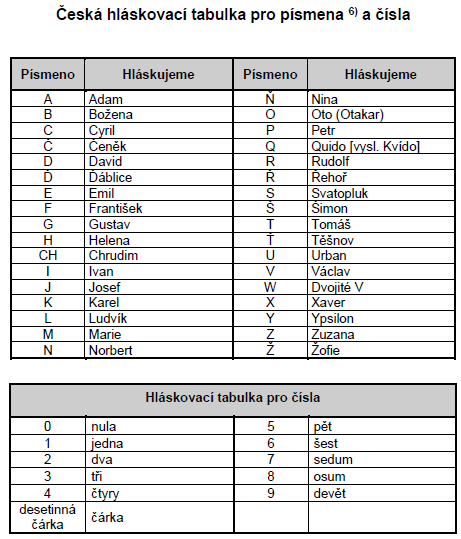 Česká hláskovací tabulka pro písmena 6) a čísla
Písmeno Hláskujeme Písmeno Hláskujeme
A Adam Ň Nina
B Božena O Oto (Otakar)
C Cyril P Petr
Č Čeněk Q Quido [vysl. Kvído]
D David R Rudolf
Ď Ďáblice Ř Řehoř
E Emil S Svatopluk
F František Š Šimon
G Gustav T Tomáš
H Helena Ť Těšnov
CH Chrudim U Urban
I Ivan V Václav
J Josef W Dvojité V
K Karel X Xaver
L Ludvík Y Ypsilon
M Marie Z Zuzana
N Norbert Ž Žofie
Hláskovací tabulka pro čísla
0 nula 5 pět
1 jedna 6 šest
2 dva 7 sedum
3 tři 8 osum
4 čtyry 9 devět
desetinná
čárka čárka